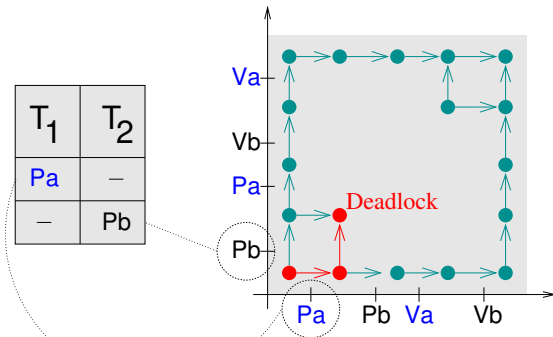 T1 T2
Pa –
– Pb
Va
Vb
Pa
Pb
Deadlock
Pa Pb Va Vb